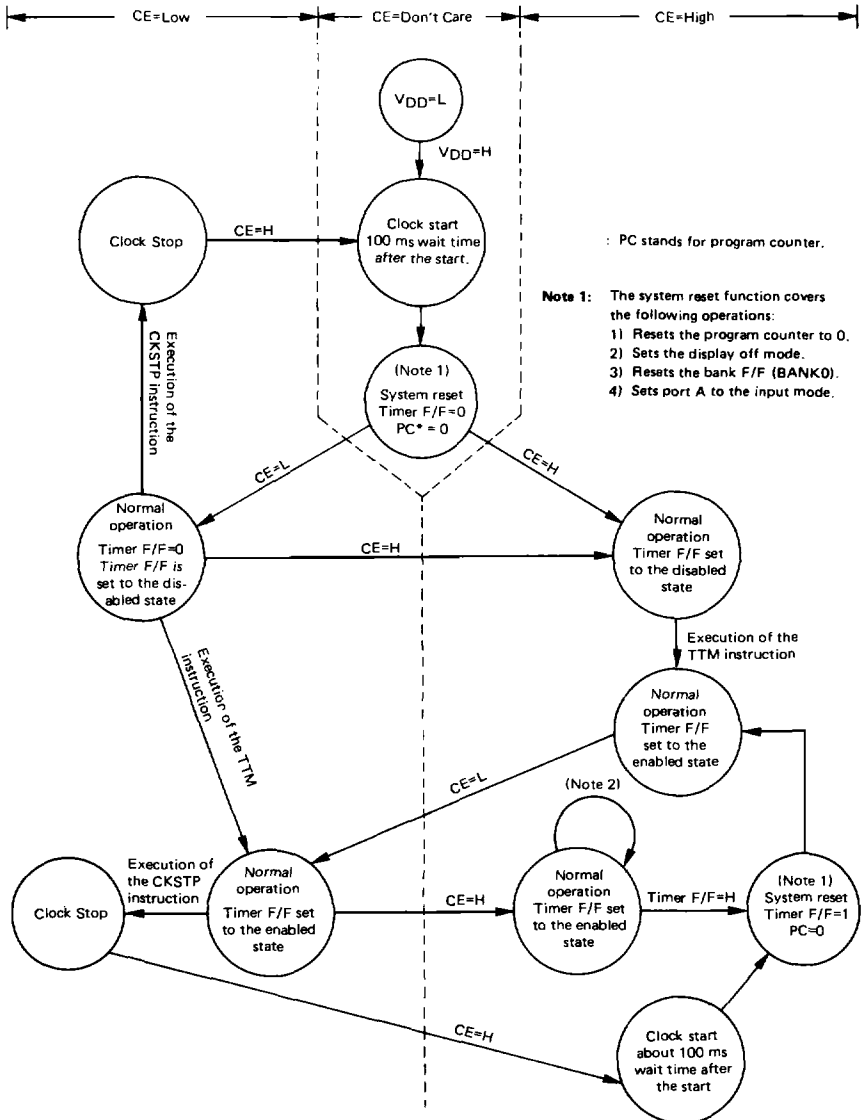 CE=Low
CE=Don't Care
CE=High
VDD=L
VDD=H
Clock Stop
CE=H
Clock start
100 ms wait time
after the start.
: PC stands for program counter.
Note 1: The system reset function covers
the following operations:
1) Resets the program counter to 0.
2) Sets the display off mode.
3) Resets the bank F/F (BANK0).
4) Sets port A to the input mode.
Execution of the
CKSTP instruction
(Note 1)
System reset
Timer F/F=0
PC* = 0
CE=L
CE=H
Normal
operation
Timer F/F=0
Timer F/F is
set to the dis-
abled state
CE=H
Normal
operation
Timer F/F set
to the disabled
state
Execution of the
TTM instruction
Execution of the TTM
instruction
Normal
operation
Timer F/F
set to the
enabled state
CE=L
(Note 2)
Clock Stop
Execution of
the CKSTP
instruction
Normal
operation
Timer F/F set
to the enabled
state
CE=H
Normal
operation
Timer F/F set
to the enabled
state
Timer F/F=H
(Note 1)
System reset
Timer F/F=1
PC=0
CE=H
Clock start
about 100 ms
wait time after
the start